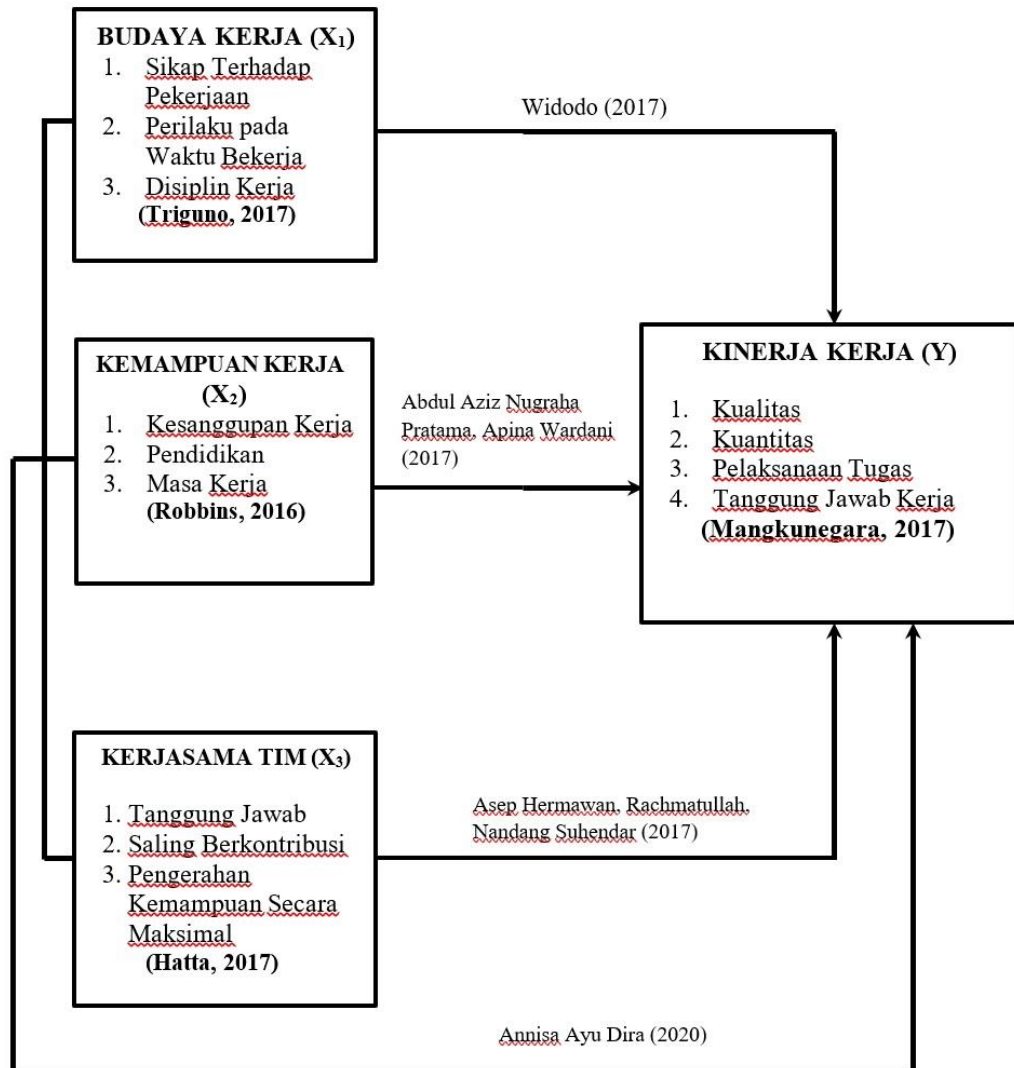 BUDAYA KERJA (X₁)
1. Sikap Terhadap
Pekerjaan
2. Perilaku pada
Waktu Bekerja
3. Disiplin Kerja
(Triguno, 2017)
Widodo (2017)
KEMAMPUAN KERJA
(X₂)
1. Kesanggupan Kerja
2. Pendidikan
3. Masa Kerja
(Robbins, 2016)
Abdul Aziz Nugraha
Pratama, Apina Wardani
(2017)
KINERJA KERJA (Y)
1. Kualitas
2. Kuantitas
3. Pelaksanaan Tugas
4. Tanggung Jawab Kerja
(Mangkunegara, 2017)
KERJASAMA TIM (X₃)
1. Tanggung Jawab
2. Saling Berkontribusi
3. Pengerahan
Kemampuan Secara
Maksimal
(Hatta, 2017)
Asep Hermawan, Rachmatullah,
Nandang Suhendar (2017)
Annisa Ayu Dira (2020)